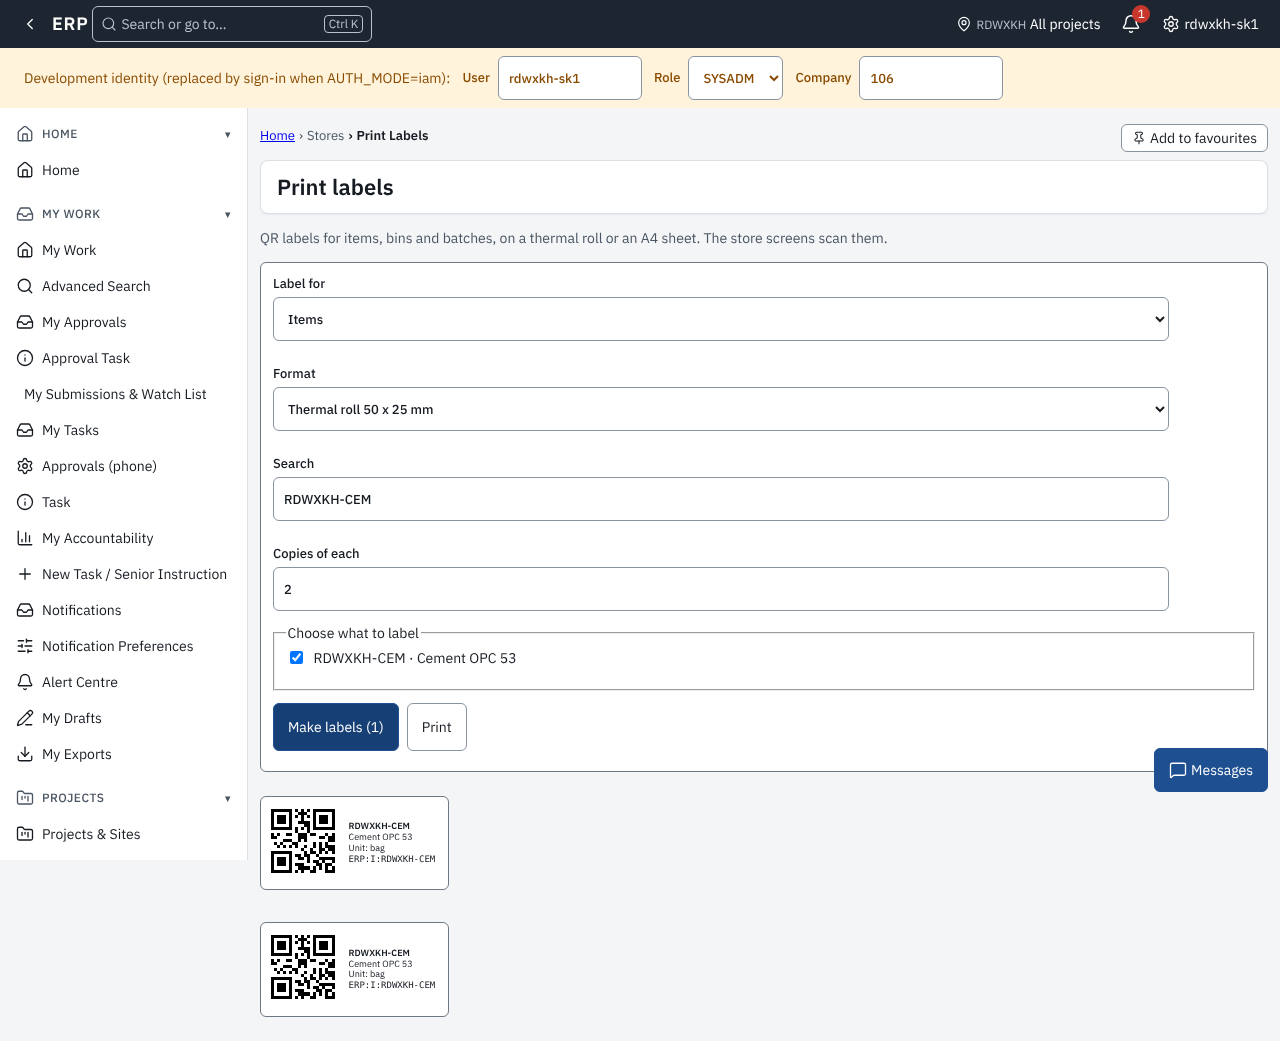 ERP
Search or go to...
Ctrl K
RDWXKH All projects
1
rdwxkh-sk1
Development identity (replaced by sign-in when AUTH_MODE=iam):
User
rdwxkh-sk1
Role
SYSADM
Company
106
HOME
Home
MY WORK
My Work
Advanced Search
My Approvals
Approval Task
My Submissions & Watch List
My Tasks
Approvals (phone)
Task
My Accountability
New Task / Senior Instruction
Notifications
Notification Preferences
Alert Centre
My Drafts
My Exports
PROJECTS
Projects & Sites
Home › Stores › Print Labels
Add to favourites
Print labels
QR labels for items, bins and batches, on a thermal roll or an A4 sheet. The store screens scan them.
Label for
Items
Format
Thermal roll 50 x 25 mm
Search
RDWXKH-CEM
Copies of each
2
Choose what to label
RDWXKH-CEM · Cement OPC 53
Make labels (1)
Print
Messages
RDWXKH-CEM
Cement OPC 53
Unit: bag
ERP:I:RDWXKH-CEM
RDWXKH-CEM
Cement OPC 53
Unit: bag
ERP:I:RDWXKH-CEM